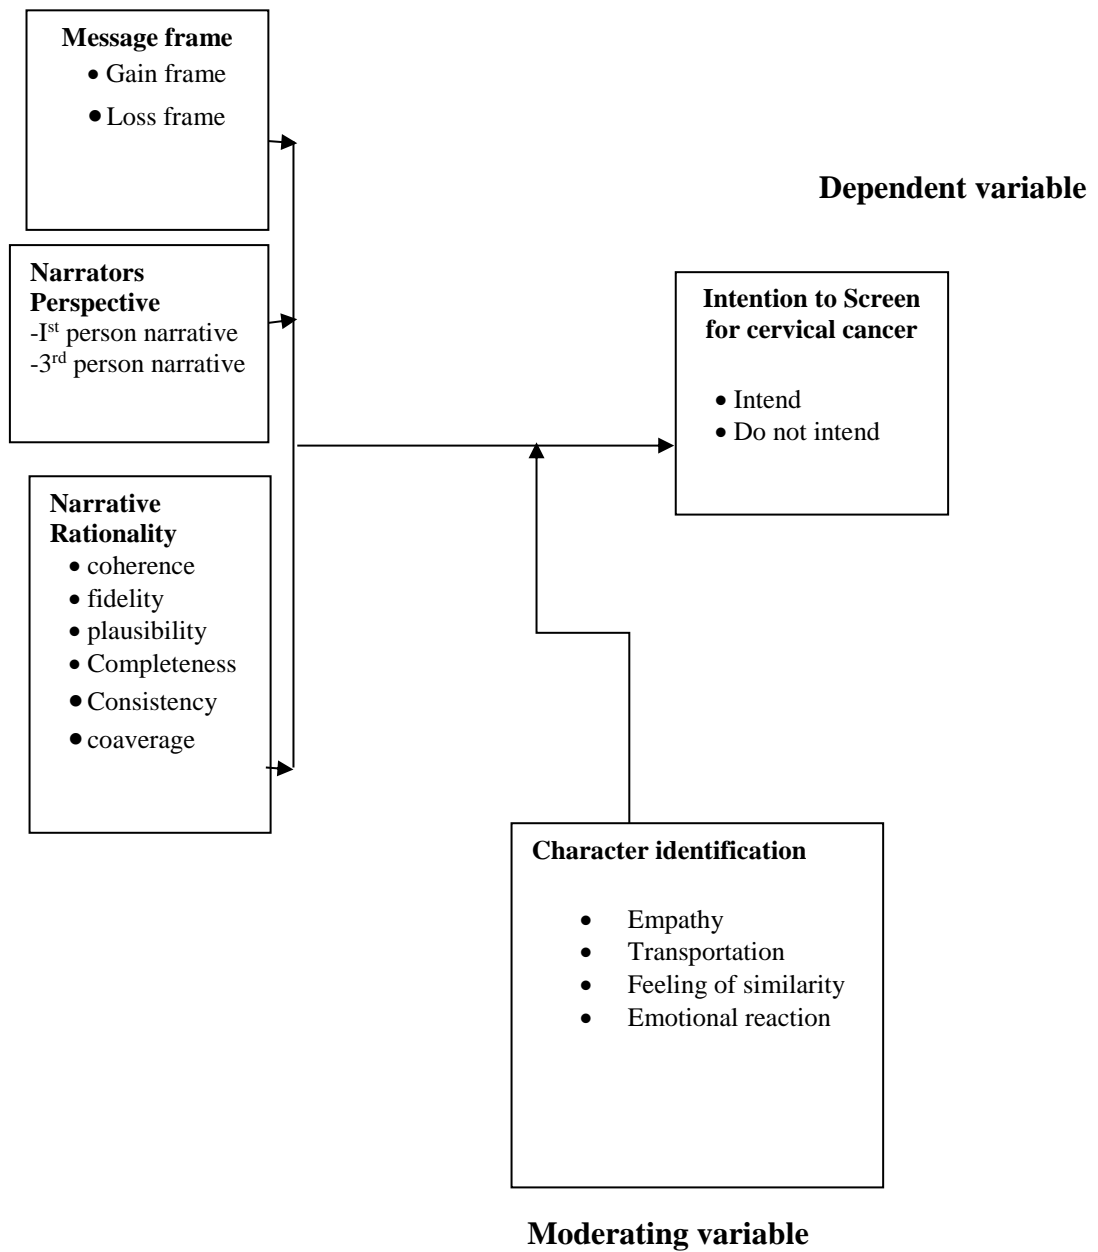 Message frame
• Gain frame
• Loss frame
Dependent variable
Narrators
Perspective
-Iˢᵗ person narrative
-3ʳᵈ person narrative
Intention to Screen
for cervical cancer
• Intend
• Do not intend
Narrative
Rationality
• coherence
• fidelity
• plausibility
• Completeness
• Consistency
• coaverage
Character identification
• Empathy
• Transportation
• Feeling of similarity
• Emotional reaction
Moderating variable